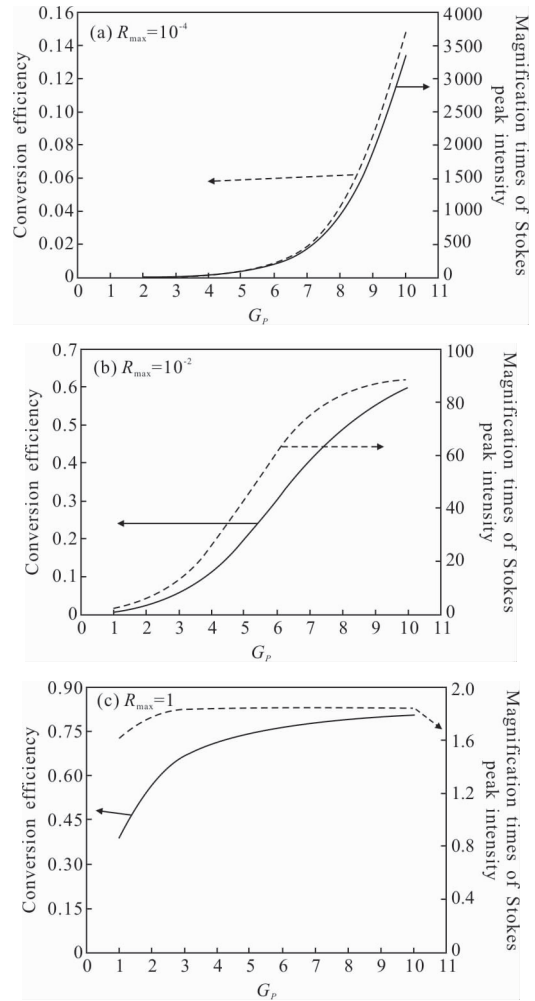 (a) Rmax=10-4
Conversion efficiency
0.16
0.14
0.12
0.10
0.08
0.06
0.04
0.02
0
4000
3500
3000
2500
2000
1500
1000
500
0
Magnification times of Stokes
peak intensity
0 1 2 3 4 5 6 7 8 9 10 11
GP
(b) Rmax=10-2
Conversion efficiency
0.7
0.6
0.5
0.4
0.3
0.2
0.1
0
100
80
60
40
20
0
Magnification times of Stokes
peak intensity
0 1 2 3 4 5 6 7 8 9 10 11
GP
(c) Rmax=1
Conversion efficiency
0.90
0.75
0.60
0.45
0.30
0.15
0
2.0
1.6
1.2
0.8
0.4
0
Magnification times of Stokes
peak intensity
0 1 2 3 4 5 6 7 8 9 10 11
GP